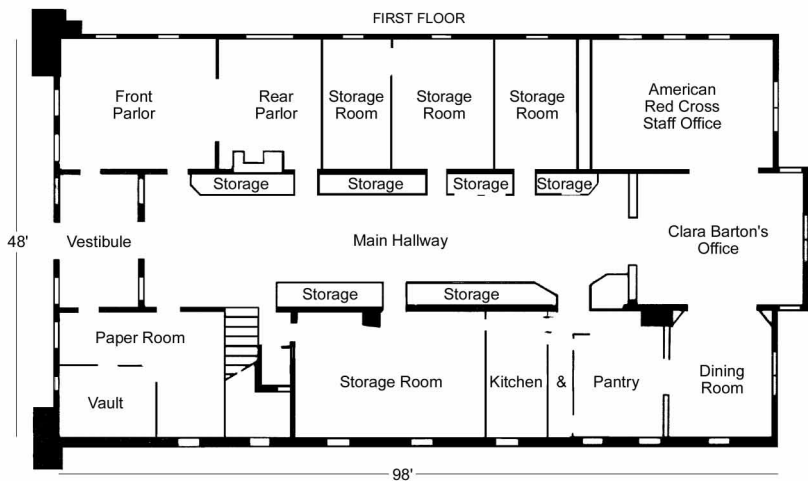 FIRST FLOOR
Front
Parlor
Rear
Parlor
Storage
Room
Storage
Room
Storage
Room
American
Red Cross
Staff Office
Storage
Storage
Storage
Storage
48'
Vestibule
Main Hallway
Clara Barton's
Office
Storage
Storage
Paper Room
Vault
Storage Room
Kitchen
&
Pantry
Dining
Room
98'